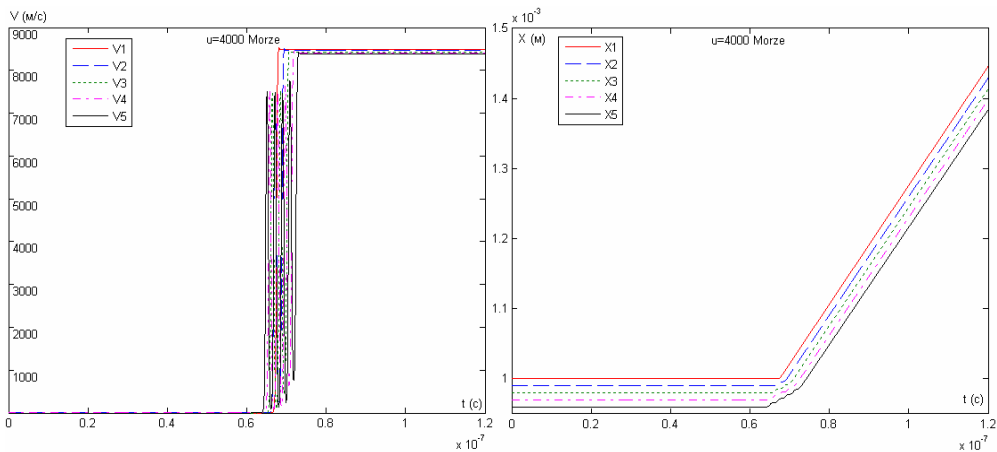 V (м/с)
u=4000 Morze
9000
8000
7000
6000
5000
4000
3000
2000
1000
V1
V2
V3
V4
V5
t (с)
0
0.2
0.4
0.6
0.8
1
1.2
x 10⁻⁷
x 10⁻³
X (м)
u=4000 Morze
1.5
1.4
1.3
1.2
1.1
1
X1
X2
X3
X4
X5
t (с)
0
0.2
0.4
0.6
0.8
1
1.2
x 10⁻⁷